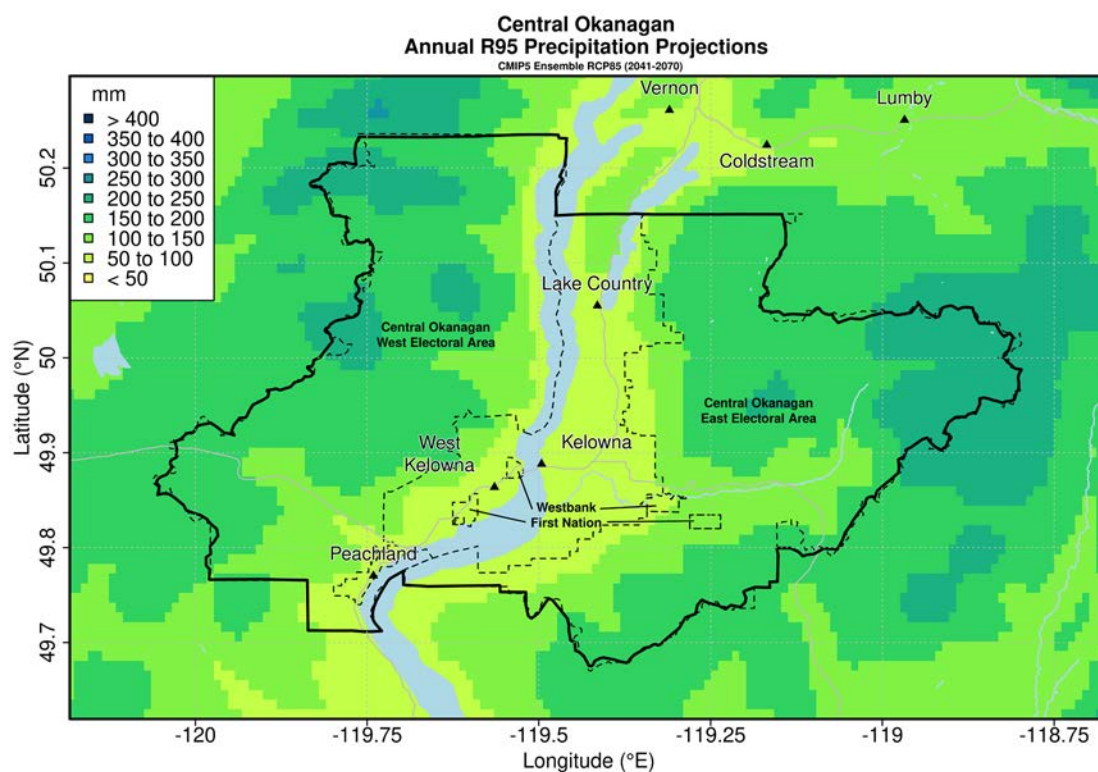 Central Okanagan
Annual R95 Precipitation Projections
CMIP5 Ensemble RCP85 (2041-2070)
mm
> 400
350 to 400
300 to 350
250 to 300
200 to 250
150 to 200
100 to 150
50 to 100
< 50
Vernon
Lumby
Coldstream
Lake Country
Central Okanagan
West Electoral Area
Central Okanagan
East Electoral Area
West
Kelowna
Kelowna
Westbank
First Nation
Peachland
50.2
50.1
50
49.9
49.8
49.7
Latitude (°N)
-120
-119.75
-119.5
-119.25
-119
-118.75
Longitude (°E)